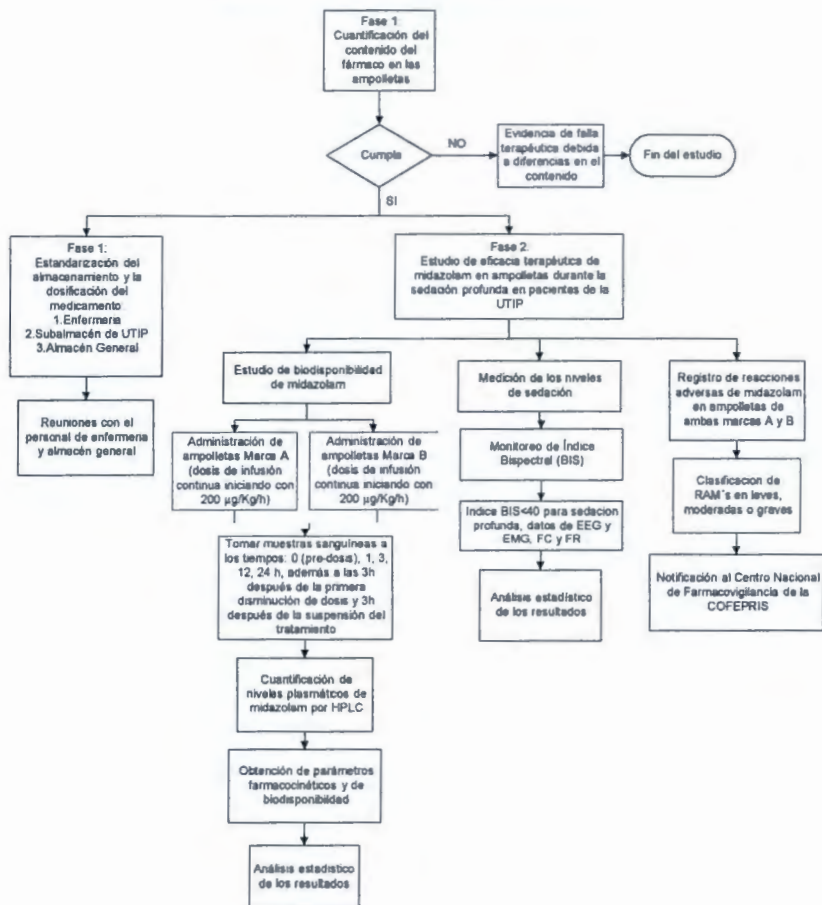 Fase 1:
Cuantificación del
contenido del
fármaco en las
ampolletas
Cumpla
NO
Evidencia de falla
terapéutica debida
a diferencias en el
contenido
Fin del estudio
SI
Fase 1:
Estandarización del
almacenamiento y la
dosificación del
medicamento
1.Enfermeria
2.Subalmacén de UTIP
3.Almacén General
Reuniones con el
personal de enfermeria
y almacén general
Fase 2:
Estudio de eficacia terapéutica de
midazolam en ampolletas durante la
sedación profunda en pacientes de la
UTIP
Estudio de biodisponibilidad
de midazolam
Administración de
ampolletas Marca A
(dosis de infusión
continua iniciando con
200 µg/Kg/h)
Administración de
ampolletas Marca B
(dosis de infusión
continua iniciando con
200 µg/Kg/h)
Tomar muestras sanguíneas a
los tiempos: 0 (pre-dosis), 1, 3,
12, 24 h, además a las 3h
después de la primera
disminución de dosis y 3h
después de la suspensión del
tratamiento
Cuantificación de
niveles plasmáticos de
midazolam por HPLC
Obtención de parámetros
farmacocinéticos y de
biodisponibilidad
Análisis estadístico
de los resultados
Medición de los niveles
de sedación
Monitoreo de Índice
Bispectral (BIS)
Indice BIS<40 para sedacion
profunda, datos de EEG y
EMG, FC y FR
Análisis estadístico
de los resultados
Registro de reacciones
adversas de midazolam
en ampolletas de
ambas marcas A y B
Clasificacion de
RAM´s en leves,
moderadas o graves
Notificación al Centro Nacional
de Farmacovigilancia de la
COFEPRIS